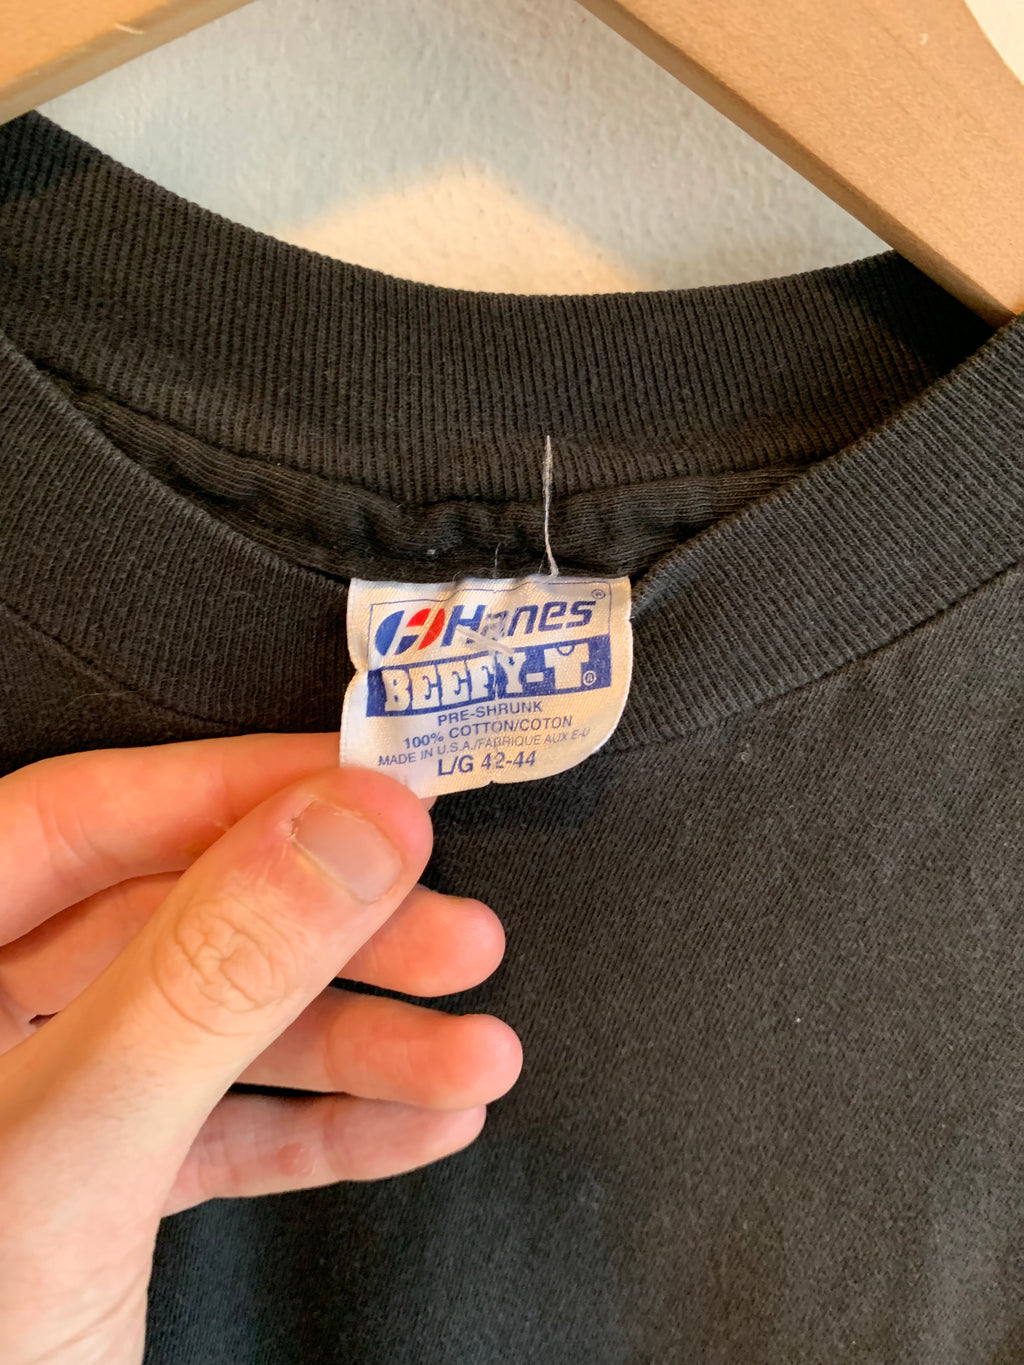 Hanes®
BEEFY-T®
PRE-SHRUNK
100% COTTON/COTON
MADE IN U.S.A./FABRIQUE AUX E-U
L/G 42-44